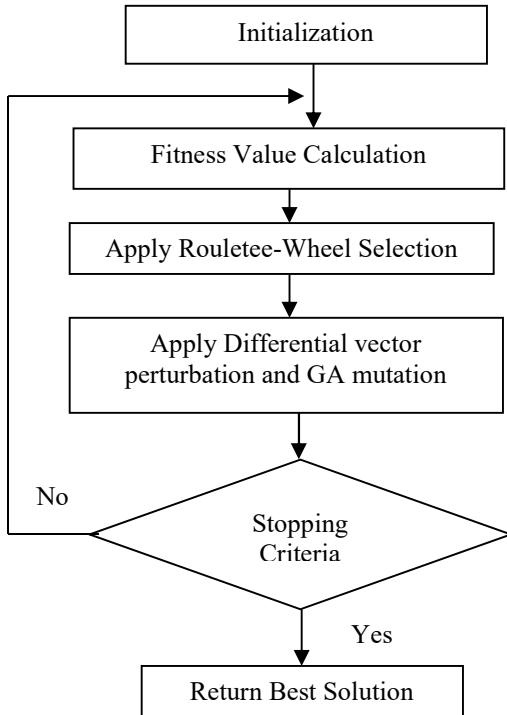 Initialization
Fitness Value Calculation
Apply Rouletee-Wheel Selection
Apply Differential vector
perturbation and GA mutation
No
Stopping
Criteria
Yes
Return Best Solution